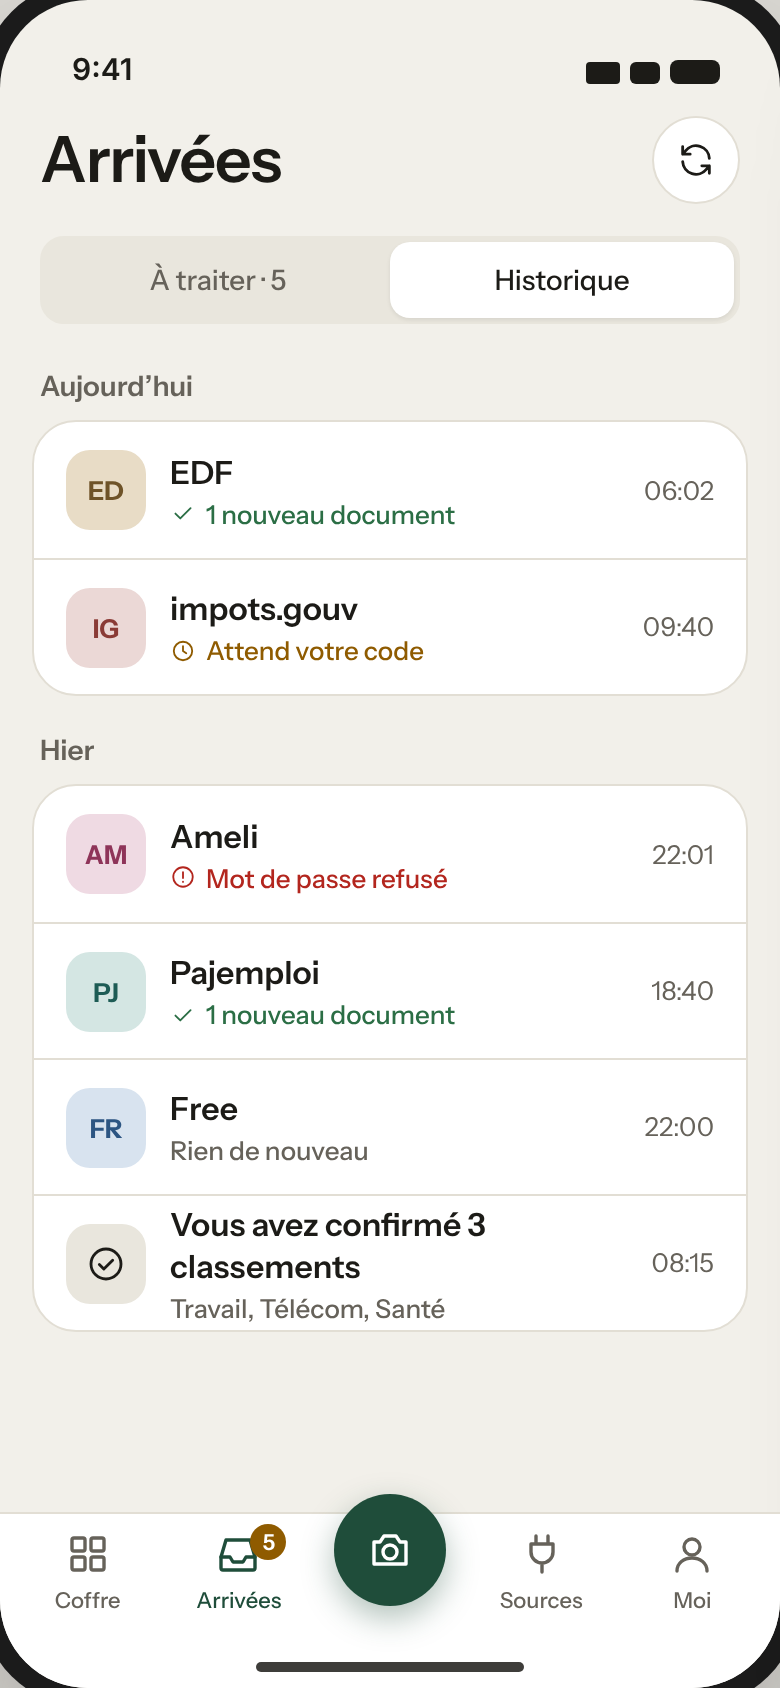 9:41
Arrivées
À traiter · 5
Historique
Aujourd’hui
ED
EDF
1 nouveau document
06:02
IG
impots.gouv
Attend votre code
09:40
Hier
AM
Ameli
Mot de passe refusé
22:01
PJ
Pajemploi
1 nouveau document
18:40
FR
Free
Rien de nouveau
22:00
Vous avez confirmé 3
classements
Travail, Télécom, Santé
08:15
5
Coffre
Arrivées
Sources
Moi